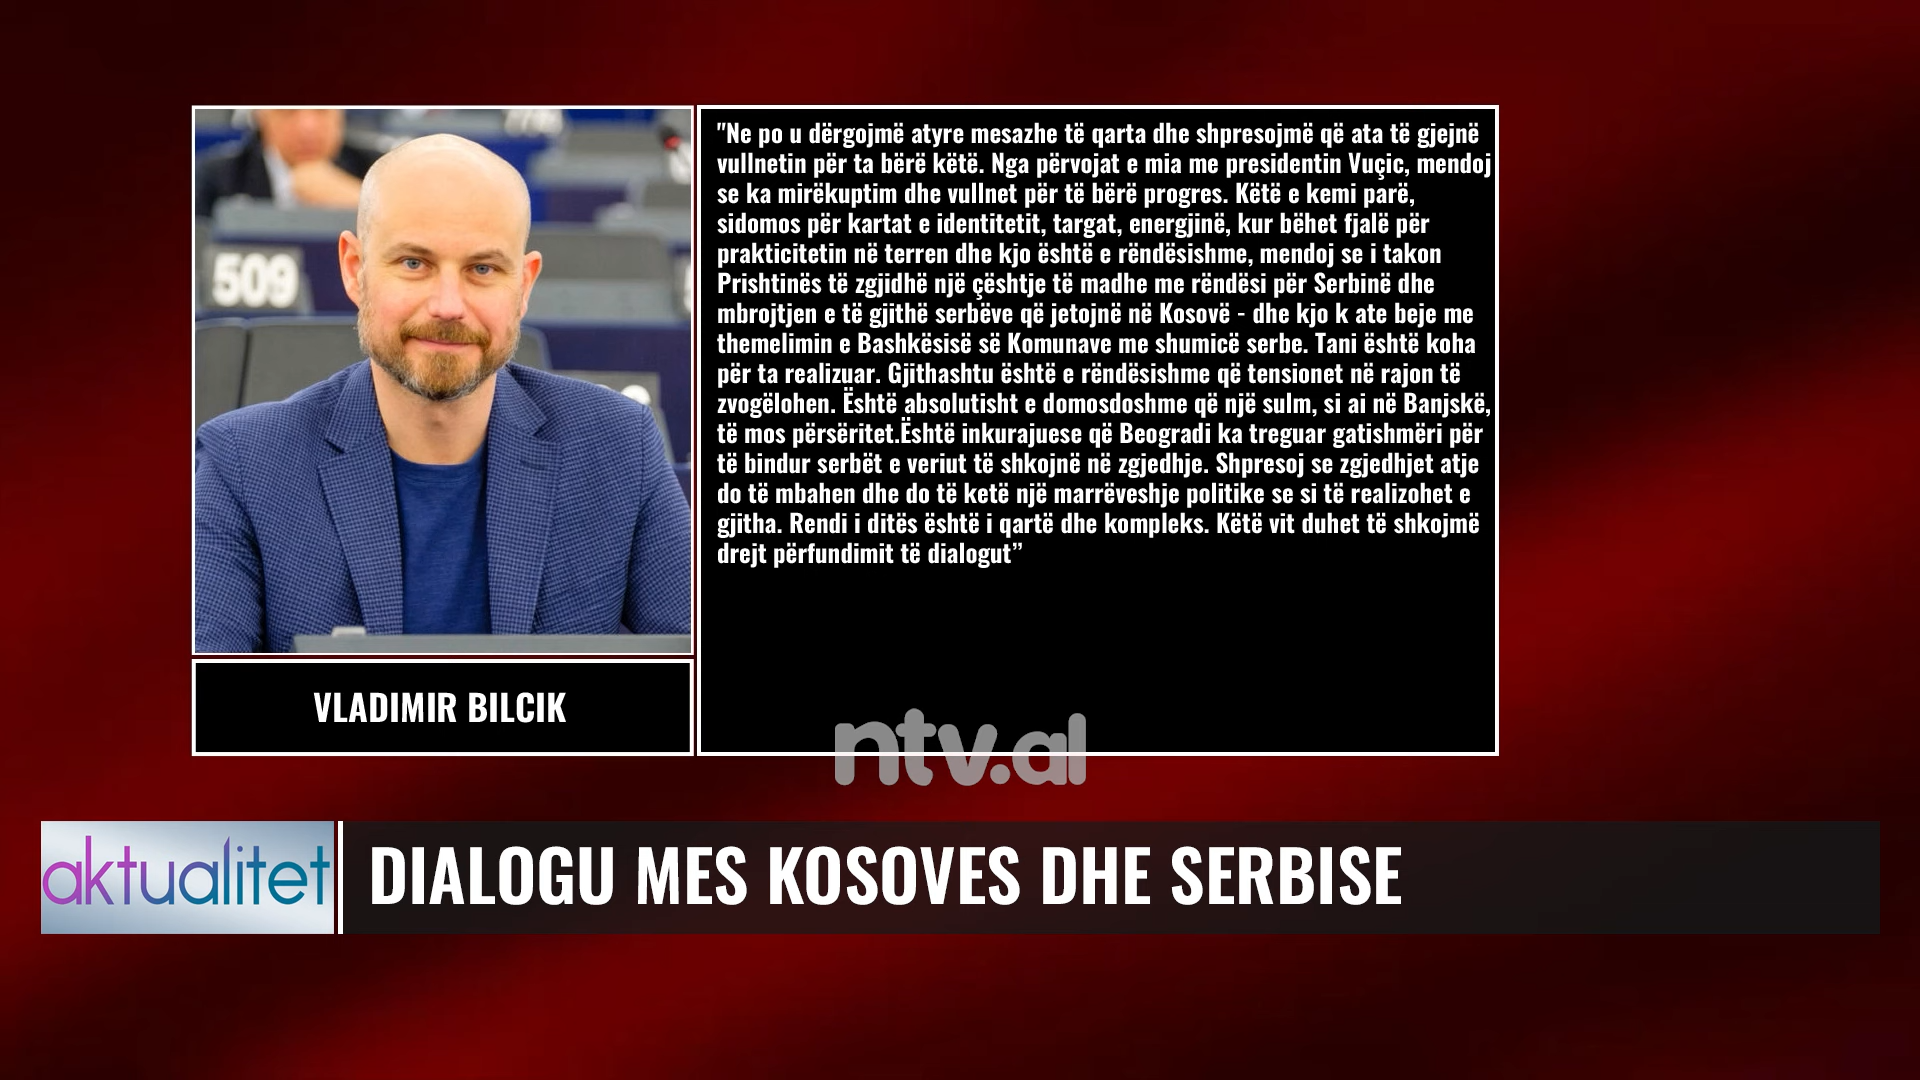 509
"Ne po u dërgojmë atyre mesazhe të qarta dhe shpresojmë që ata të gjejnë
vullnetin për ta bërë këtë. Nga përvojat e mia me presidentin Vuçic, mendoj
se ka mirëkuptim dhe vullnet për të bërë progres. Këtë e kemi parë,
sidomos për kartat e identitetit, targat, energjinë, kur bëhet fjalë për
prakticitetin në terren dhe kjo është e rëndësishme, mendoj se i takon
Prishtinës të zgjidhë një çështje të madhe me rëndësi për Serbinë dhe
mbrojtjen e të gjithë serbëve që jetojnë në Kosovë - dhe kjo k ate beje me
themelimin e Bashkësisë së Komunave me shumicë serbe. Tani është koha
për ta realizuar. Gjithashtu është e rëndësishme që tensionet në rajon të
zvogëlohen. Është absolutisht e domosdoshme që një sulm, si ai në Banjskë,
të mos përsëritet.Është inkurajuese që Beogradi ka treguar gatishmëri për
të bindur serbët e veriut të shkojnë në zgjedhje. Shpresoj se zgjedhjet atje
do të mbahen dhe do të ketë një marrëveshje politike se si të realizohet e
gjitha. Rendi i ditës është i qartë dhe kompleks. Këtë vit duhet të shkojmë
drejt përfundimit të dialogut”
VLADIMIR BILCIK
ntv.al
aktualitet
DIALOGU MES KOSOVES DHE SERBISE